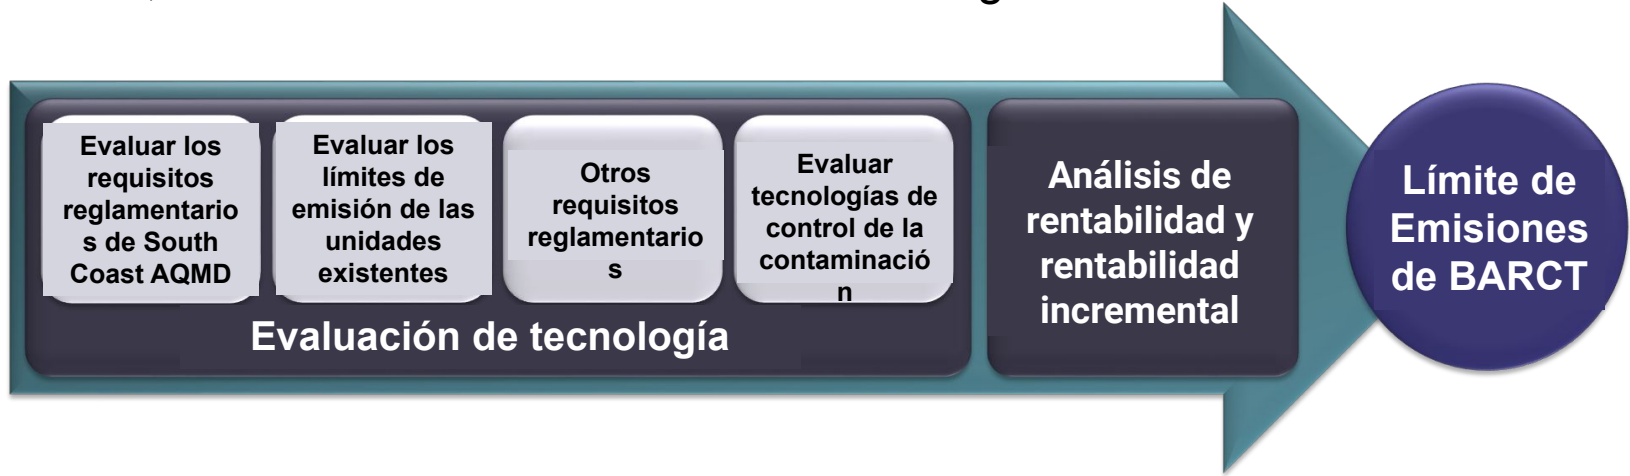 Evaluar los
requisitos
reglamentario
s de South
Coast AQMD
Evaluar los
límites de
emisión de las
unidades
existentes
Otros
requisitos
reglamentario
s
Evaluar
tecnologías de
control de la
contaminació
n
Evaluación de tecnología
Análisis de
rentabilidad y
rentabilidad
incremental
Límite de
Emisiones
de BARCT